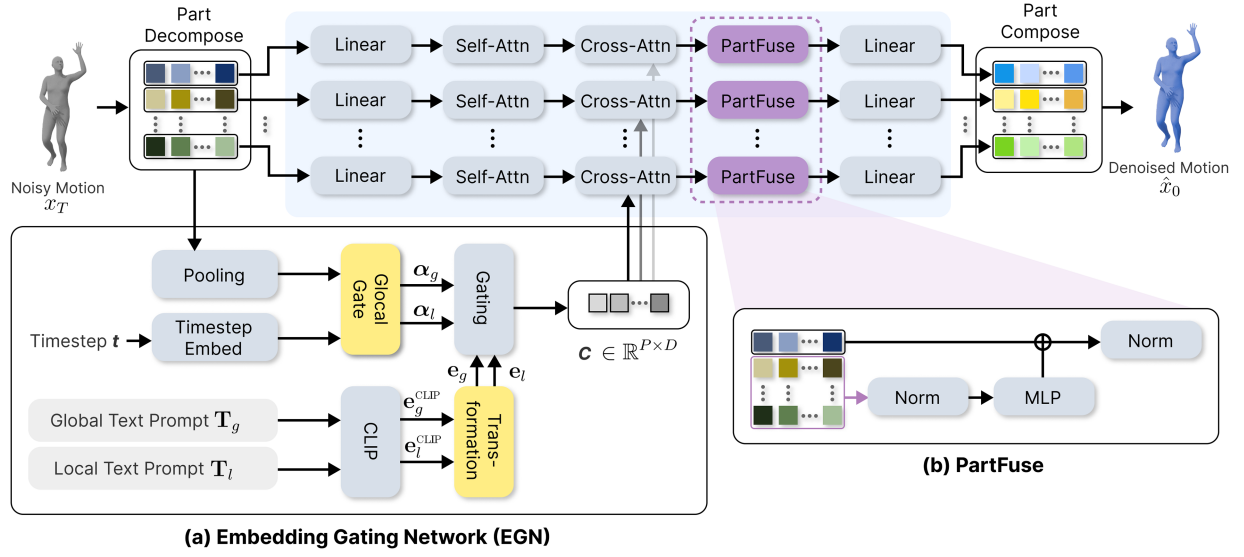 Part
Decompose
Part
Compose
Linear
Self-Attn
Cross-Attn
PartFuse
Linear
Linear
Self-Attn
Cross-Attn
PartFuse
Linear
Linear
Self-Attn
Cross-Attn
PartFuse
Linear
Noisy Motion
x_T
Denoised Motion
x̂_0
Pooling
Timestep t
Timestep
Embed
Glocal
Gate
α_g
α_l
Gating
e_g
e_l
c ∈ ℝ^{P×D}
Global Text Prompt T_g
Local Text Prompt T_l
CLIP
e_g^{CLIP}
e_l^{CLIP}
Trans-
formation
(a) Embedding Gating Network (EGN)
Norm
MLP
Norm
(b) PartFuse